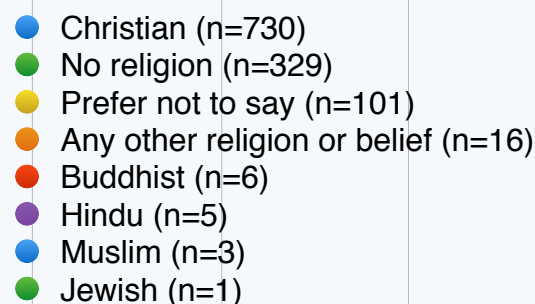 Christian (n=730)
No religion (n=329)
Prefer not to say (n=101)
Any other religion or belief (n=16)
Buddhist (n=6)
Hindu (n=5)
Muslim (n=3)
Jewish (n=1)